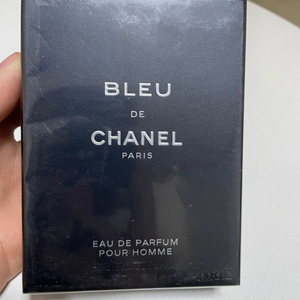 BLEU
DE
CHANEL
PARIS
EAU DE PARFUM
POUR HOMME